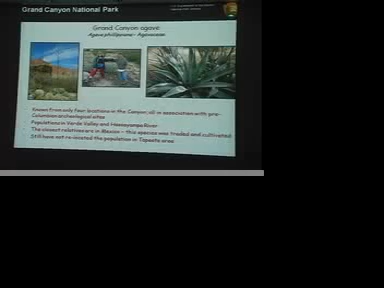 Grand Canyon National Park
Grand Canyon agave
Agave phillipsiana - Agavaceae
Known from only four locations in the Canyon; all in association with pre-
Columbian archeological sites
Populations in Verde Valley and Hassayampa River
The closest relatives are in Mexico – this species was traded and cultivated
Still have not re-located the population in Tapeats area